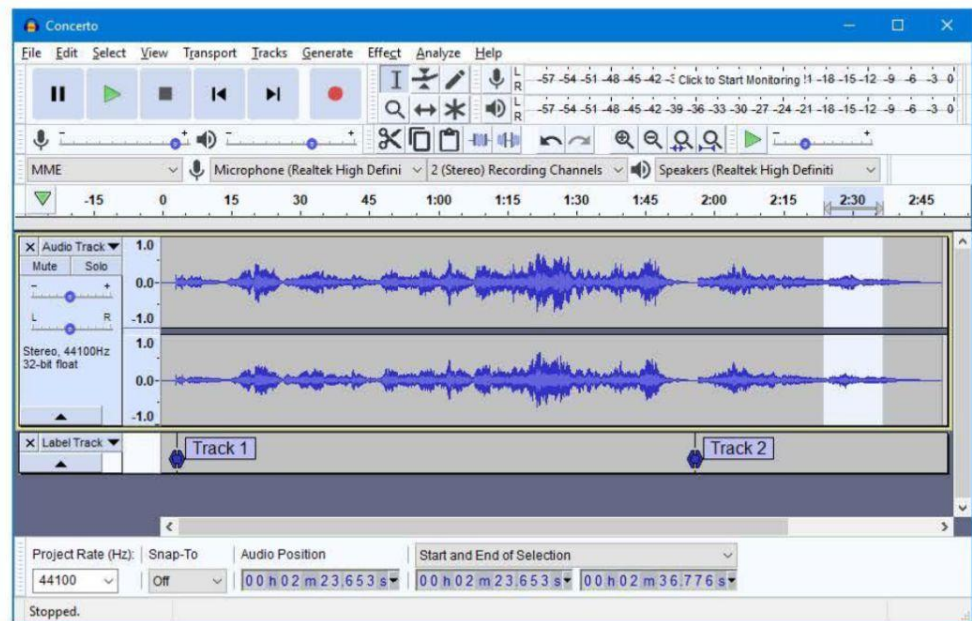 Concerto
File Edit Select View Transport Tracks Generate Effect Analyze Help
L
R
-57 -54 -51 -48 -45 -42 -3 Click to Start Monitoring !1 -18 -15 -12 -9 -6 -3 0
L
R
-57 -54 -51 -48 -45 -42 -39 -36 -33 -30 -27 -24 -21 -18 -15 -12 -9 -6 -3 0
- + - + - +
MME Microphone (Realtek High Defini 2 (Stereo) Recording Channels Speakers (Realtek High Definiti
-15 0 15 30 45 1:00 1:15 1:30 1:45 2:00 2:15 2:30 2:45
X Audio Track
Mute Solo
- +
L R
Stereo, 44100Hz
32-bit float
1.0
0.0
-1.0
1.0
0.0
-1.0
X Label Track
Track 1 Track 2
Project Rate (Hz): Snap-To Audio Position Start and End of Selection
44100 Off 00 h 02 m 23.653 s 00 h 02 m 23.653 s 00 h 02 m 36.776 s
Stopped.